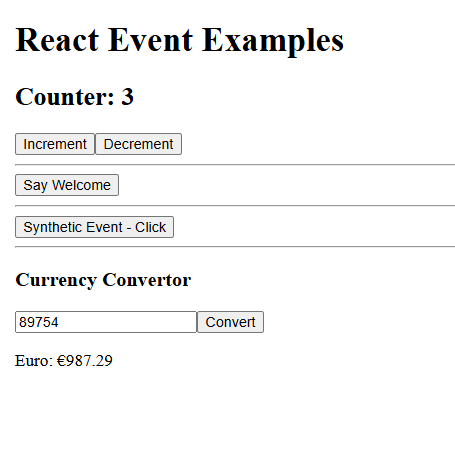 React Event Examples
Counter: 3
Increment Decrement
Say Welcome
Synthetic Event - Click
Currency Convertor
89754 Convert
Euro: €987.29